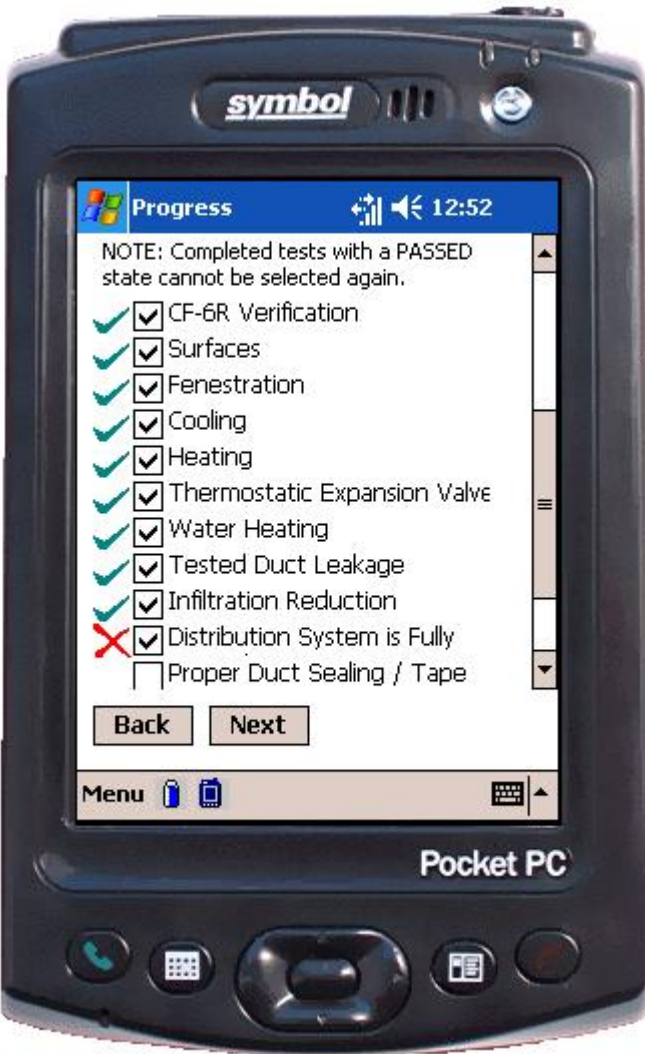 symbol
Progress 12:52
NOTE: Completed tests with a PASSED
state cannot be selected again.
CF-6R Verification
Surfaces
Fenestration
Cooling
Heating
Thermostatic Expansion Valve
Water Heating
Tested Duct Leakage
Infiltration Reduction
Distribution System is Fully
Proper Duct Sealing / Tape
Back Next
Menu
Pocket PC